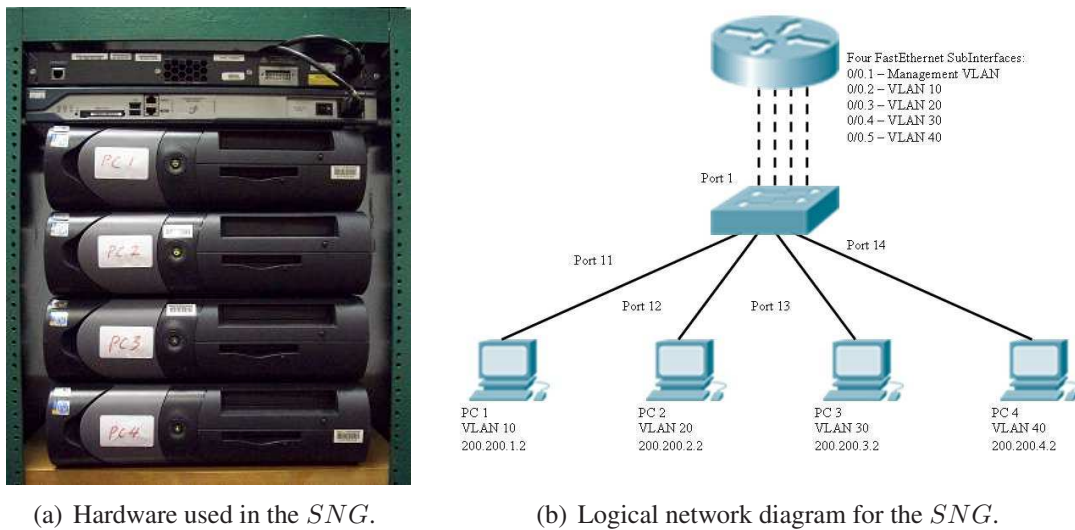 PC 1
PC 2
PC3
PC4
Four FastEthernet SubInterfaces:
0/0.1 – Management VLAN
0/0.2 – VLAN 10
0/0.3 – VLAN 20
0/0.4 – VLAN 30
0/0.5 – VLAN 40
Port 1
Port 11
Port 12
Port 13
Port 14
PC 1
VLAN 10
200.200.1.2
PC 2
VLAN 20
200.200.2.2
PC 3
VLAN 30
200.200.3.2
PC 4
VLAN 40
200.200.4.2
(a) Hardware used in the SNG.
(b) Logical network diagram for the SNG.